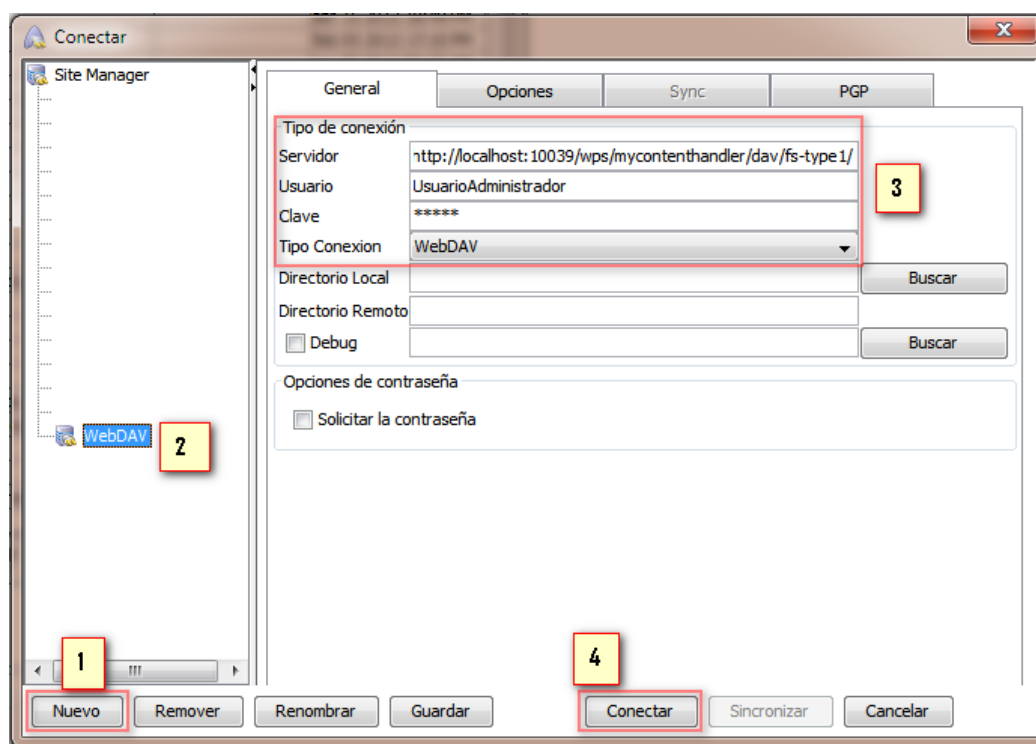 Conectar
Site Manager
General Opciones Sync PGP
Tipo de conexión
Servidor http://localhost:10039/wps/mycontenthandler/dav/fs-type1/
3
Usuario UsuarioAdministrador
Clave *****
Tipo Conexion WebDAV
Directorio Local Buscar
Directorio Remoto
Debug Buscar
Opciones de contraseña
Solicitar la contraseña
WebDAV
2
1
4
Nuevo Remover Renombrar Guardar Conectar Sincronizar Cancelar